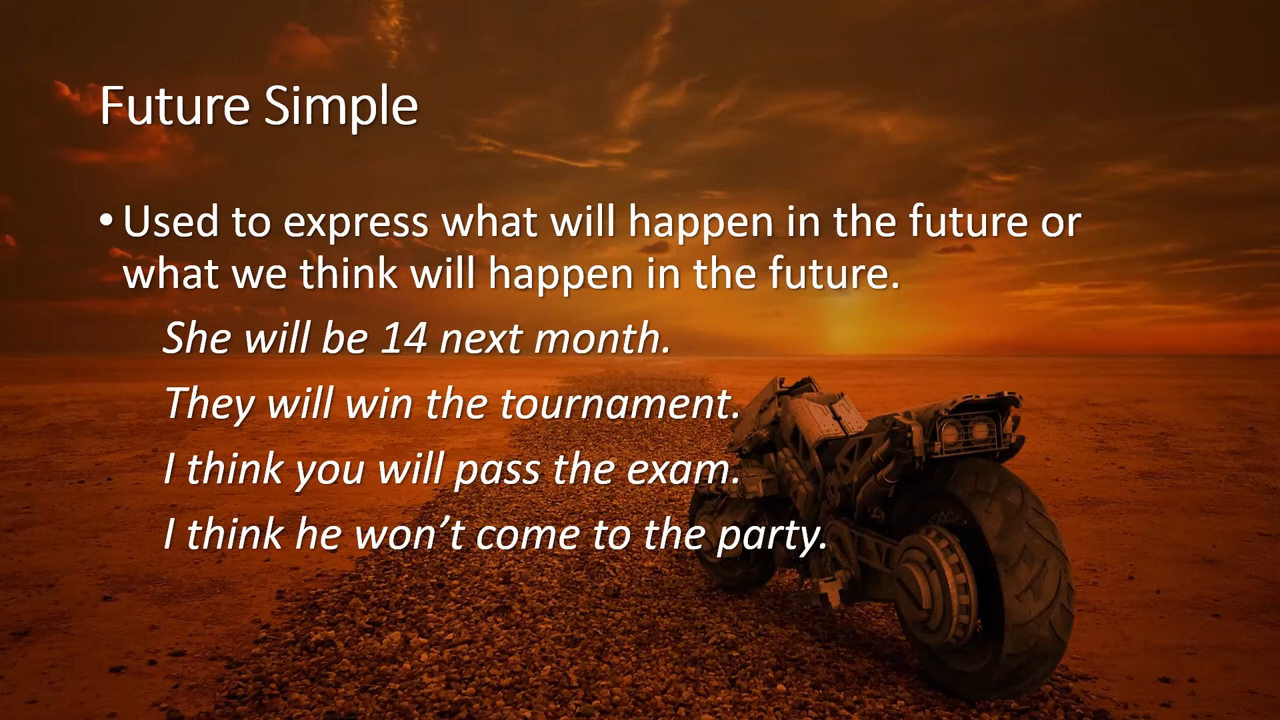 Future Simple
• Used to express what will happen in the future or
what we think will happen in the future.
She will be 14 next month.
They will win the tournament.
I think you will pass the exam.
I think he won’t come to the party.